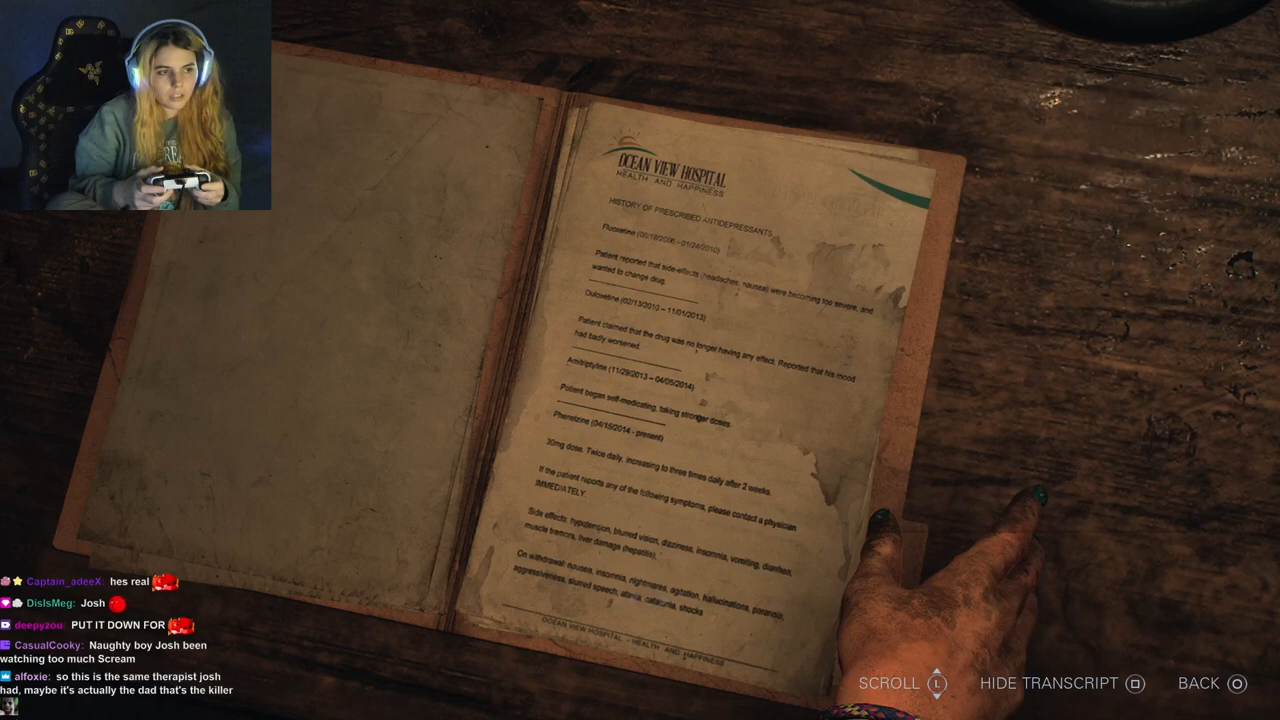 OCEAN VIEW HOSPITAL
HEALTH AND HAPPINESS
HISTORY OF PRESCRIBED ANTIDEPRESSANTS
Fluoxetine (05/18/2006 - 01/24/2010)
Patient reported that side-effects (headaches, nausea) were becoming too severe, and
wanted to change drug.
Duloxetine (02/13/2010 – 11/01/2013)
Patient claimed that the drug was no longer having any effect. Reported that his mood
had badly worsened.
Amitriptyline (11/29/2013 – 04/05/2014)
Patient began self-medicating, taking stronger doses.
Phenelzine (04/15/2014 - present)
30mg dose. Twice daily, increasing to three times daily after 2 weeks.
If the patient reports any of the following symptoms, please contact a physician
IMMEDIATELY.
Side effects: hypotension, blurred vision, dizziness, insomnia, vomiting, diarrhea,
muscle tremors, liver damage (hepatitis).
On withdrawal: nausea, insomnia, nightmares, agitation, hallucinations, paranoia,
aggressiveness, slurred speech, ataxia, catatonia, shocks
OCEAN VIEW HOSPITAL - HEALTH AND HAPPINESS
Captain_adeeX: hes real
DisIsMeg: Josh
deepyzou: PUT IT DOWN FOR
CasualCooky: Naughty boy Josh been
watching too much Scream
alfoxie: so this is the same therapist josh
had, maybe it's actually the dad that's the killer
SCROLL L HIDE TRANSCRIPT BACK